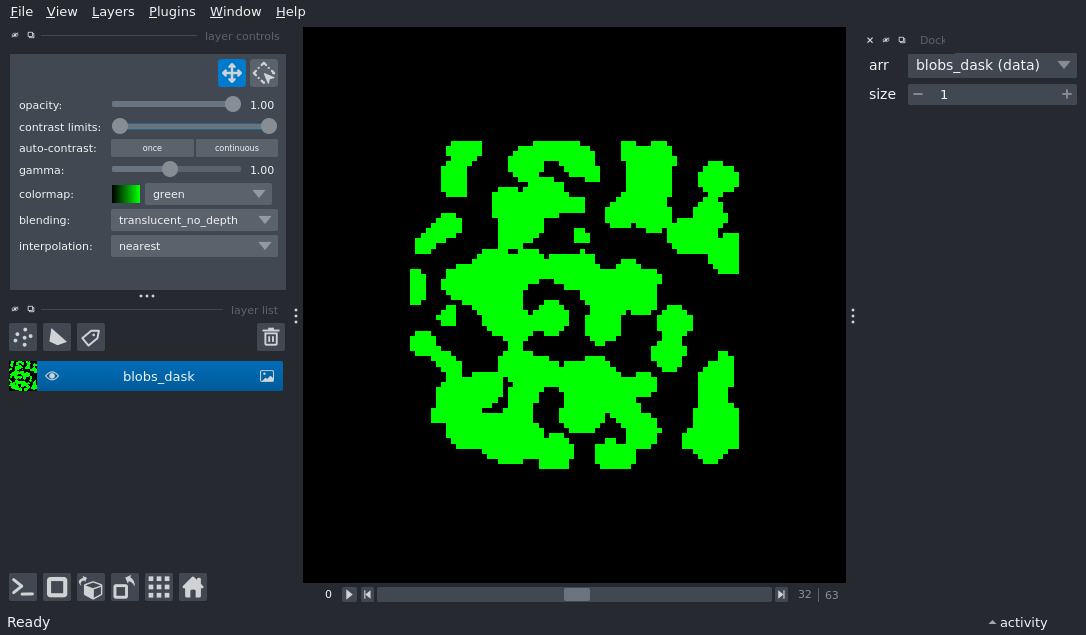 File View Layers Plugins Window Help
layer controls
opacity: 1.00
contrast limits:
auto-contrast: once continuous
gamma: 1.00
colormap: green
blending: translucent_no_depth
interpolation: nearest
layer list
blobs_dask
0 32 63
arr blobs_dask (data)
size 1
Ready
activity